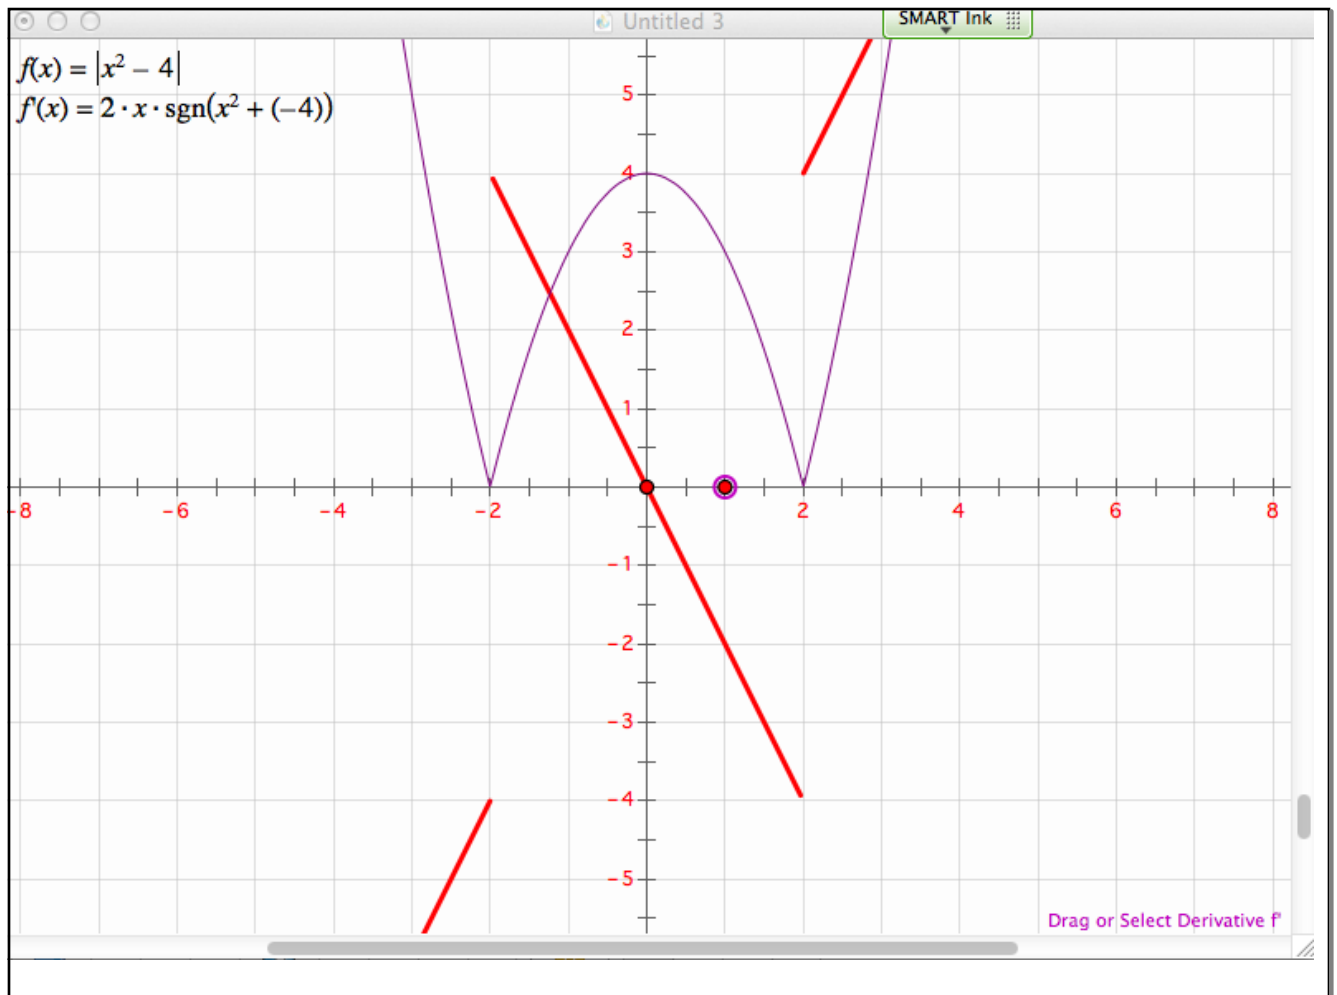 Untitled 3
SMART Ink
f(x) = |x² − 4|
f'(x) = 2 · x · sgn(x² + (−4))
5
4
3
2
1
-8 -6 -4 -2 2 4 6 8
-1
-2
-3
-4
-5
Drag or Select Derivative f'